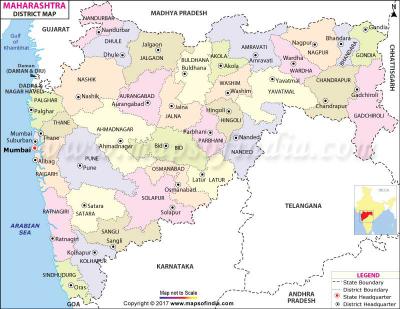 MAHARASHTRA
DISTRICT MAP
MADHYA PRADESH
GUJARAT
Gulf
of
Khambhat
Daman
(DAMAN & DIU)
DADRA &
NAGAR HAVELI
CHHATTISGARH
NANDURBAR
Nandurbar
DHULE
Dhule
Jalgaon
JALGAON
BULDHANA
Buldhana
AKOLA
Akola
AMRAVATI
Amravati
NAGPUR
Nagpur
BHANDARA
Bhandara
GONDIA
Gondia
WARDHA
Wardha
WASHIM
Washim
YAVATMAL
Yavatmal
CHANDRAPUR
Chandrapur
Gadchiroli
GADCHIROLI
NASHIK
Nashik
AURANGABAD
Aurangabad
Jalna
JALNA
Hingoli
HINGOLI
Parbhani
PARBHANI
Nanded
NANDED
PALGHAR
Palghar
THANE
Thane
Mumbai
Suburban
Mumbai
Alibag
RAIGARH
AHMADNAGAR
Ahmadnagar
Bid
BID
PUNE
Pune
OSMANABAD
Osmanabad
Latur
LATUR
SOLAPUR
Solapur
SATARA
Satara
RATNAGIRI
Ratnagiri
SANGLI
Sangli
Kolhapur
KOLHAPUR
SINDHUDURG
Oras
GOA
ARABIAN
SEA
KARNATAKA
TELANGANA
ANDHRA
PRADESH
www.mapsofindia.com
INDIA
LEGEND
State Boundary
District Boundary
State Headquarter
District Headquarter
Map not to Scale
Copyright © 2017 www.mapsofindia.com